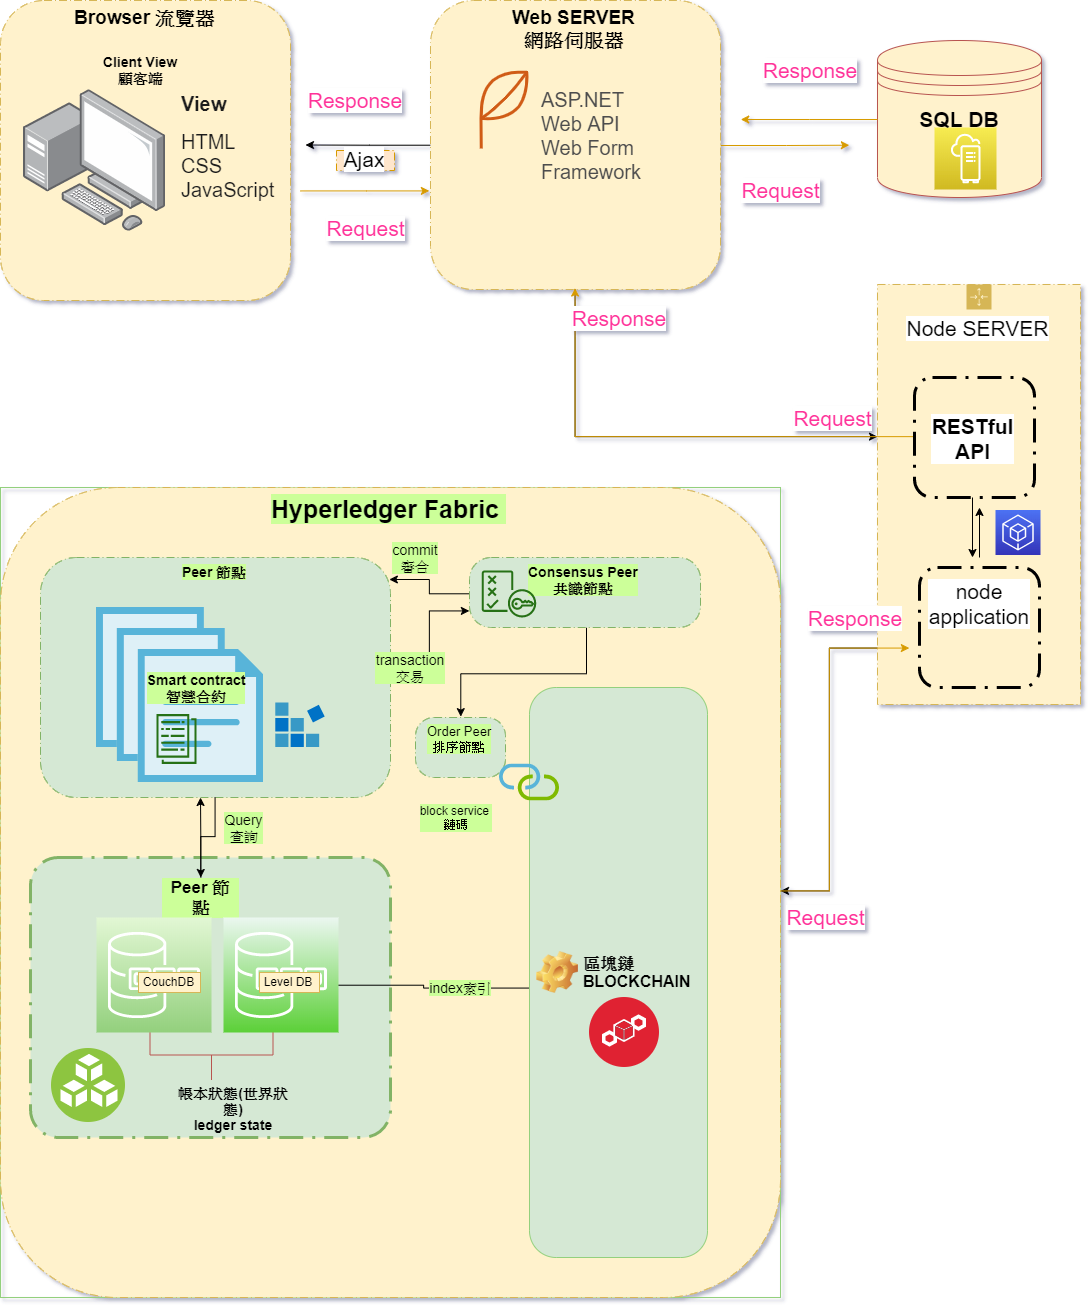 Browser 流覽器
Client View
顧客端
View
HTML
CSS
JavaScript
Response
Ajax
Request
Web SERVER
網路伺服器
ASP.NET
Web API
Web Form
Framework
Response
Request
SQL DB
Response
Request
Node SERVER
RESTful
API
node
application
Response
Request
Hyperledger Fabric
Peer 節點
Smart contract
智慧合約
commit
審合
transaction
交易
Consensus Peer
共識節點
Order Peer
排序節點
block service
鏈碼
Query
查詢
Peer 節
點
CouchDB
Level DB
index索引
帳本狀態(世界狀
態)
ledger state
區塊鏈
BLOCKCHAIN